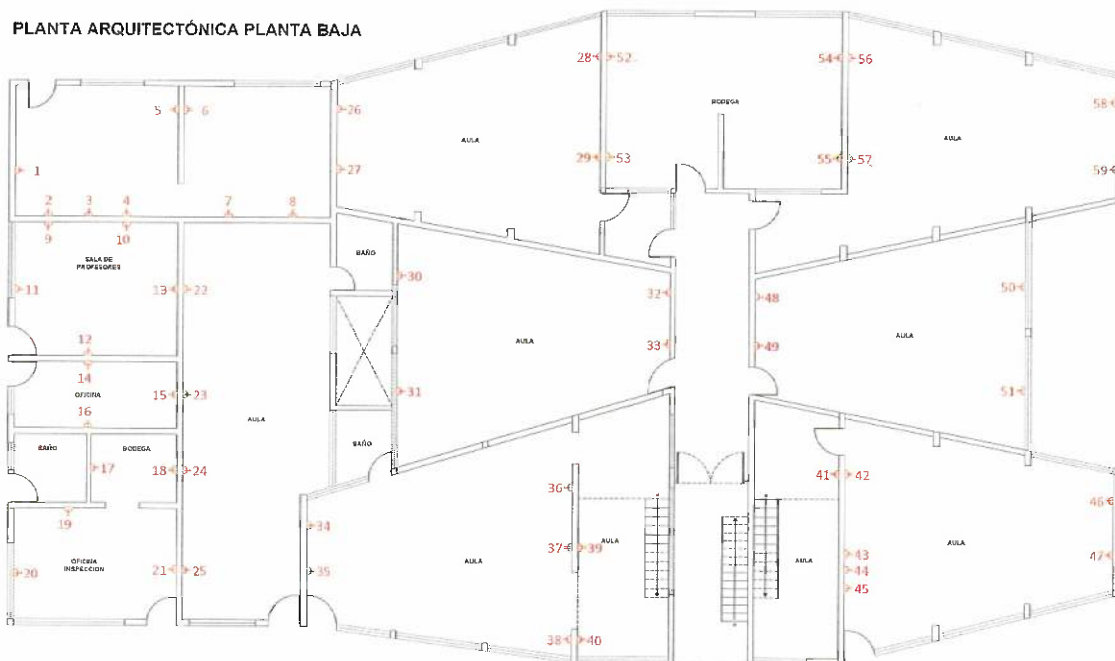 PLANTA ARQUITECTÓNICA PLANTA BAJA
28 52
54 56
BODEGA
58
5 6
26
AULA
AULA
29 53
55 57
1
27
59
2 3 4 7 8
9 10
SALA DE
PROFESORES
BAÑO
30
11 13 22
32
48
50
12
33
49
AULA
AULA
14
OFICINA
15 23
31
51
16
AULA
BAÑO
BODEGA
BAÑO
17
18 24
41 42
36
46
19
34
37 39
AULA
43
AULA
47
OFICINA
INSPECCION
AULA
AULA
44
20
21 25
35
45
38 40